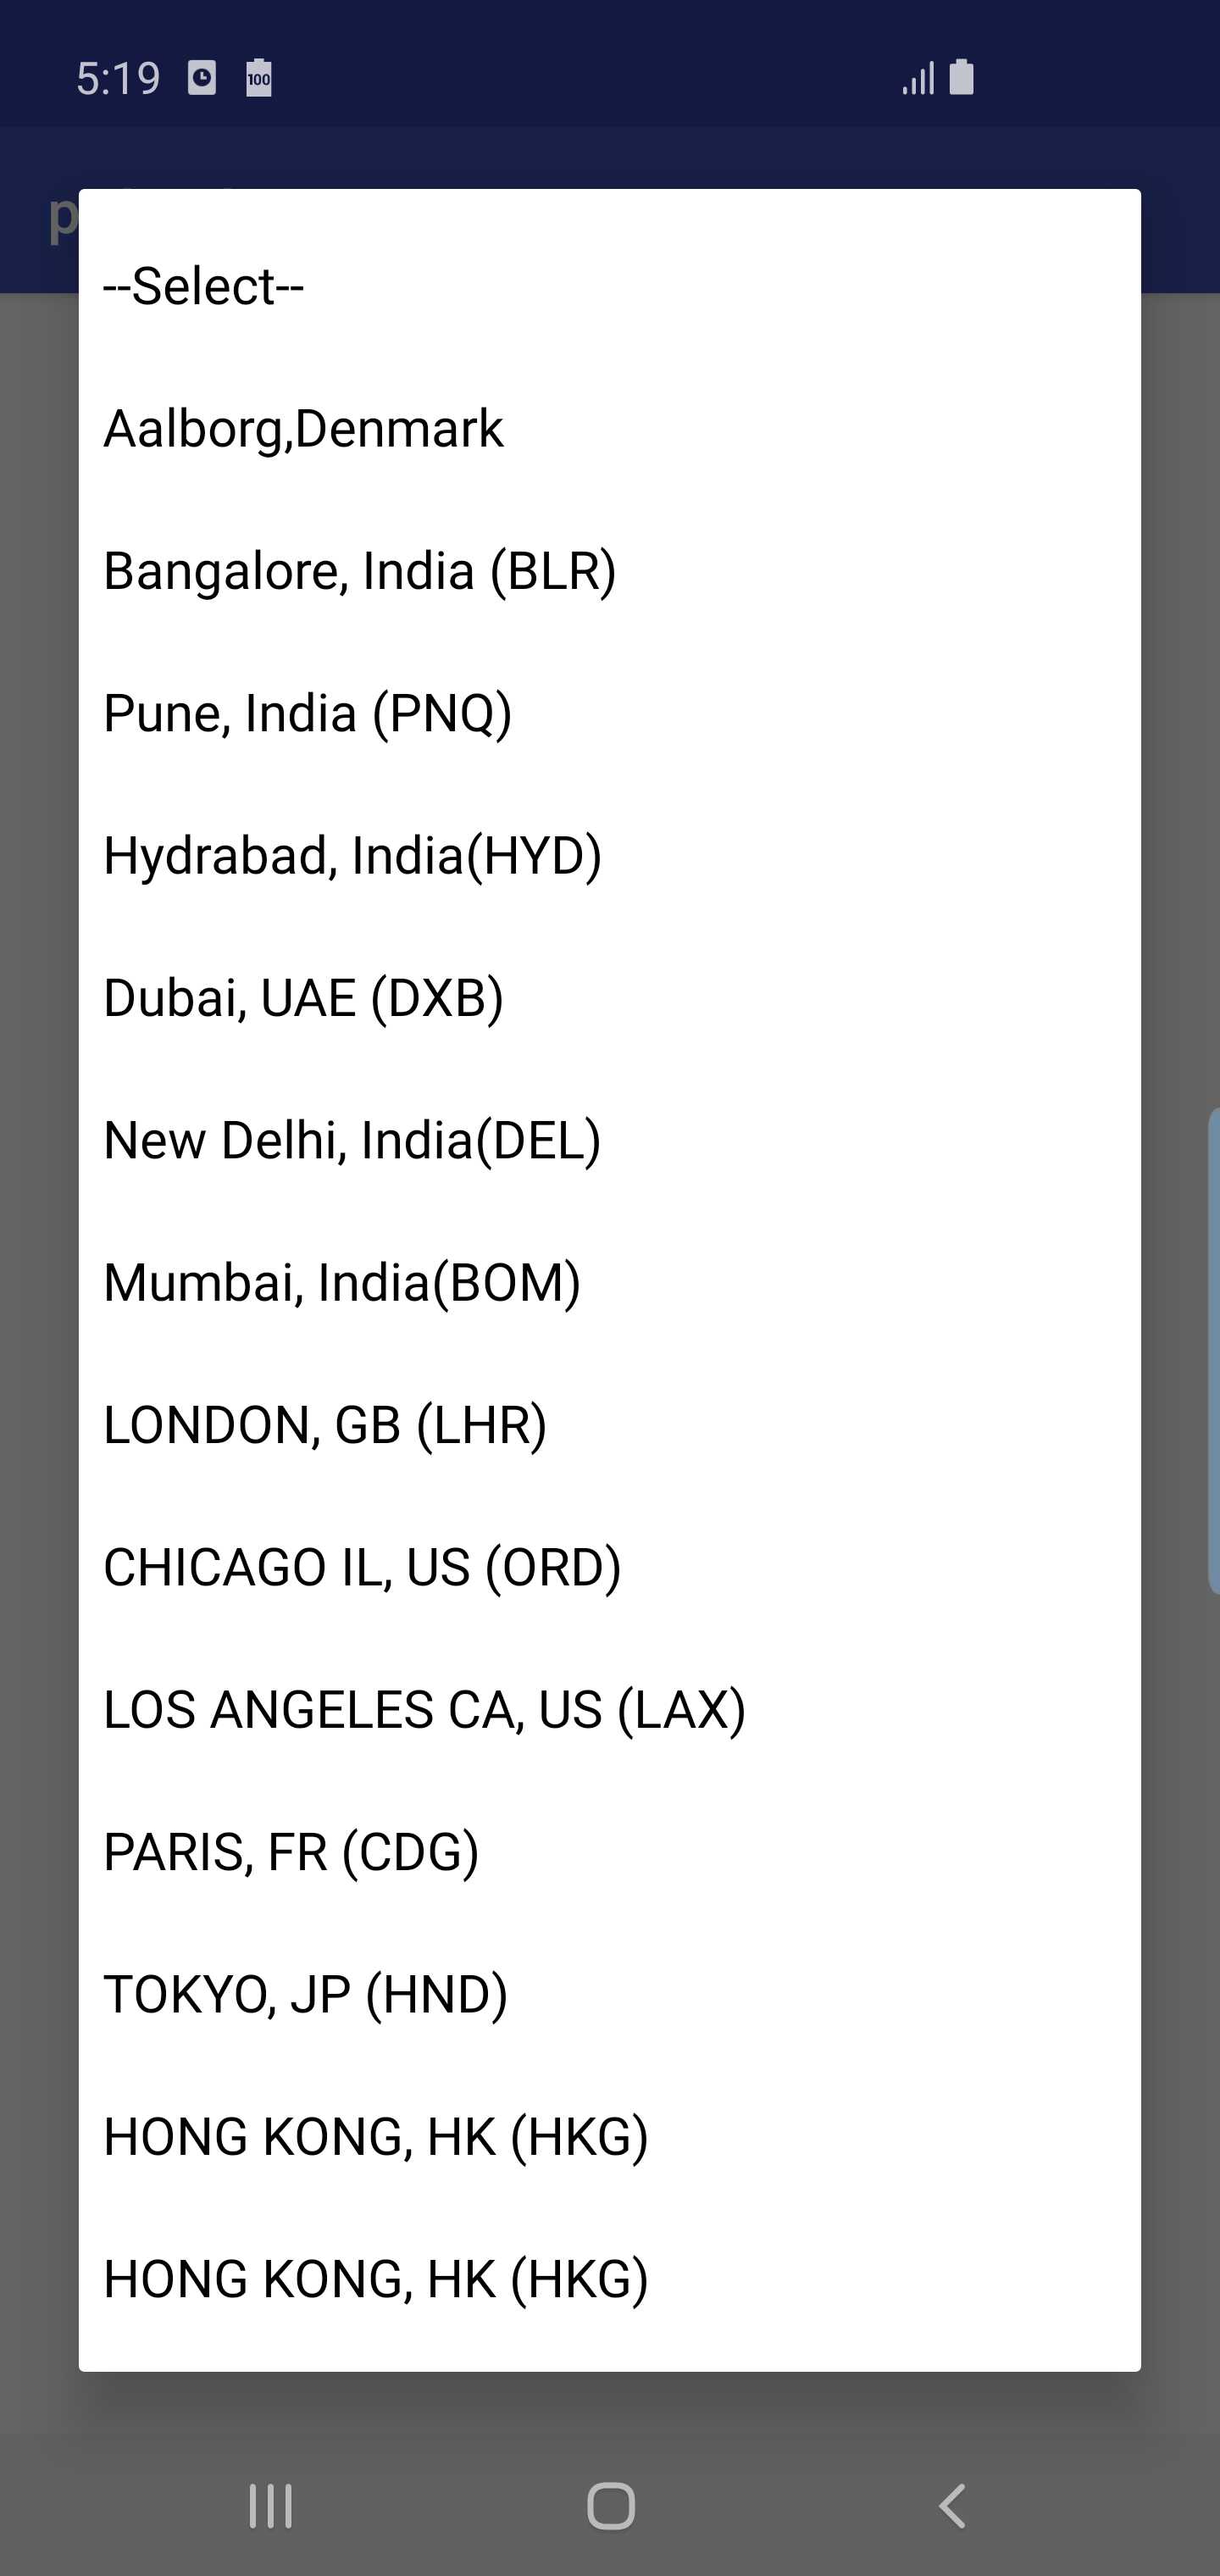 5:19
100
p
--Select--
Aalborg,Denmark
Bangalore, India (BLR)
Pune, India (PNQ)
Hydrabad, India(HYD)
Dubai, UAE (DXB)
New Delhi, India(DEL)
Mumbai, India(BOM)
LONDON, GB (LHR)
CHICAGO IL, US (ORD)
LOS ANGELES CA, US (LAX)
PARIS, FR (CDG)
TOKYO, JP (HND)
HONG KONG, HK (HKG)
HONG KONG, HK (HKG)